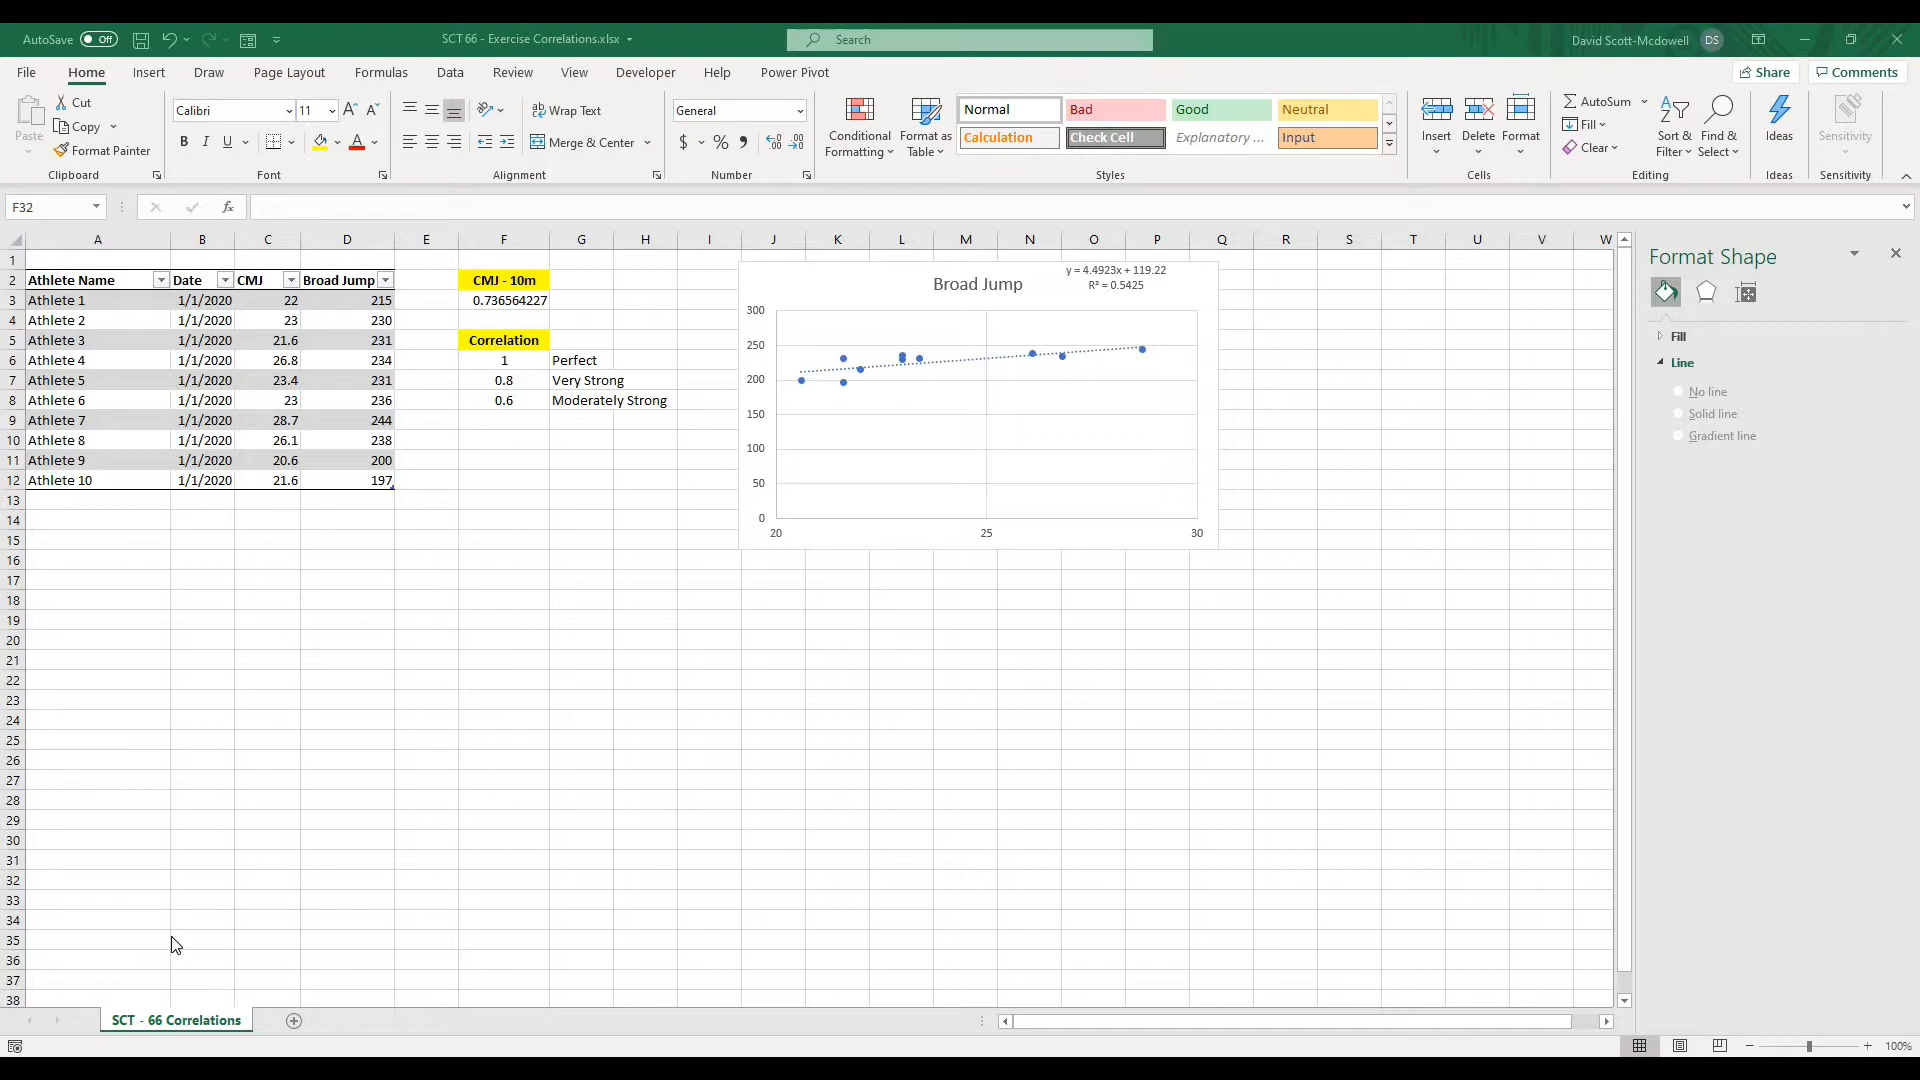 AutoSave Off SCT 66 - Exercise Correlations.xlsx Search David Scott-Mcdowell DS
File Home Insert Draw Page Layout Formulas Data Review View Developer Help Power Pivot Share Comments
Paste Cut Copy Format Painter
Calibri 11 A A
B I U A
Wrap Text
Merge & Center
General
$ % 9
Conditional Formatting
Format as Table
Normal Bad Good Neutral
Calculation Check Cell Explanatory ... Input
Insert Delete Format
AutoSum
Fill
Clear
Sort & Filter
Find & Select
Ideas
Sensitivity
Clipboard Font Alignment Number Styles Cells Editing Ideas Sensitivity
F32 fx
A B C D E F G H I J K L M N O P Q R S T U V W
1
2 Athlete Name Date CMJ Broad Jump CMJ - 10m
3 Athlete 1 1/1/2020 22 215 0.736564227
4 Athlete 2 1/1/2020 23 230
5 Athlete 3 1/1/2020 21.6 231 Correlation
6 Athlete 4 1/1/2020 26.8 234 1 Perfect
7 Athlete 5 1/1/2020 23.4 231 0.8 Very Strong
8 Athlete 6 1/1/2020 23 236 0.6 Moderately Strong
9 Athlete 7 1/1/2020 28.7 244
10 Athlete 8 1/1/2020 26.1 238
11 Athlete 9 1/1/2020 20.6 200
12 Athlete 10 1/1/2020 21.6 197
13
14
15
16
17
18
19
20
21
22
23
24
25
26
27
28
29
30
31
32
33
34
35
36
37
38
Broad Jump
y = 4.4923x + 119.22
R² = 0.5425
300
250
200
150
100
50
0
20 25 30
Format Shape
Fill
Line
No line
Solid line
Gradient line
SCT - 66 Correlations
100%